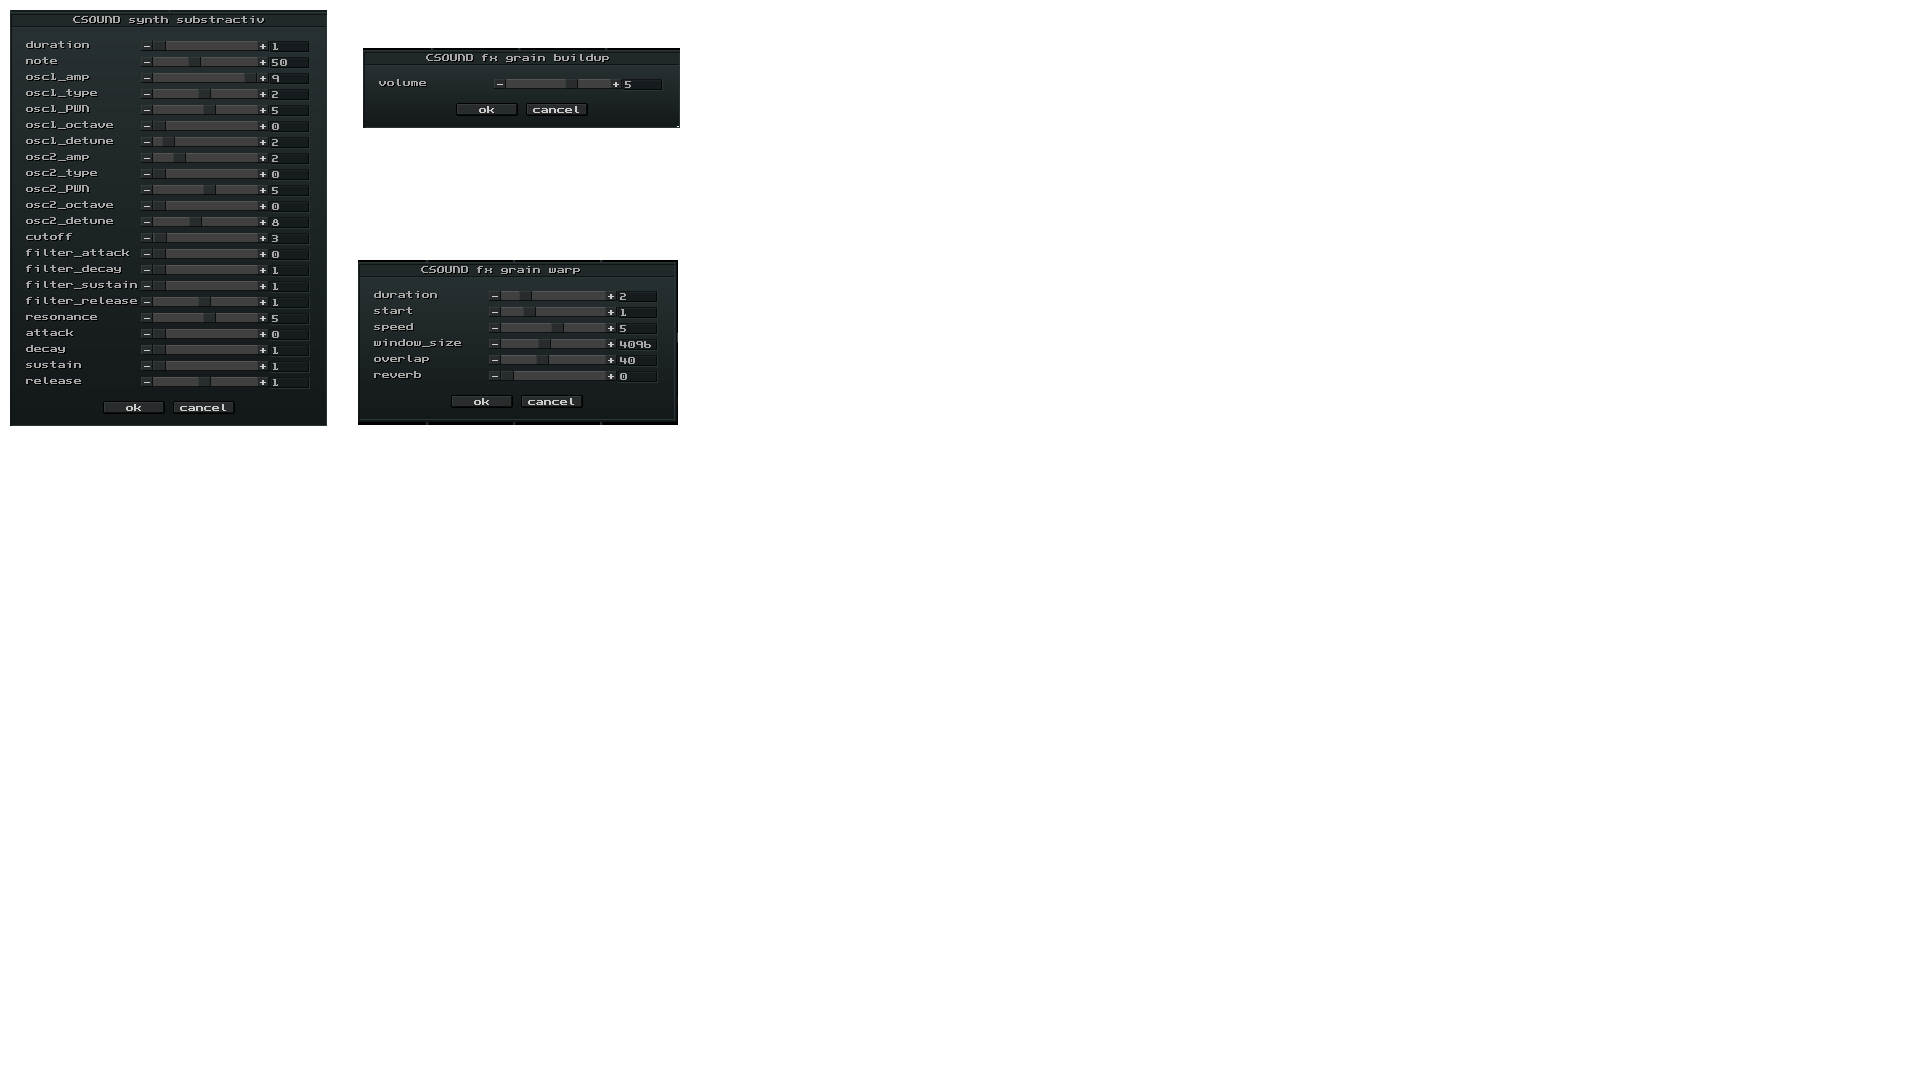 CSOUND synth substractiv
duration - + 1
note - + 50
osc1_amp - + 9
osc1_type - + 2
osc1_PWN - + 5
osc1_octave - + 0
osc1_detune - + 2
osc2_amp - + 2
osc2_type - + 0
osc2_PWN - + 5
osc2_octave - + 0
osc2_detune - + 8
cutoff - + 3
filter_attack - + 0
filter_decay - + 1
filter_sustain - + 1
filter_release - + 1
resonance - + 5
attack - + 0
decay - + 1
sustain - + 1
release - + 1
ok cancel
CSOUND fx grain buildup
volume - + 5
ok cancel
CSOUND fx grain warp
duration - + 2
start - + 1
speed - + 5
window_size - + 4096
overlap - + 40
reverb - + 0
ok cancel